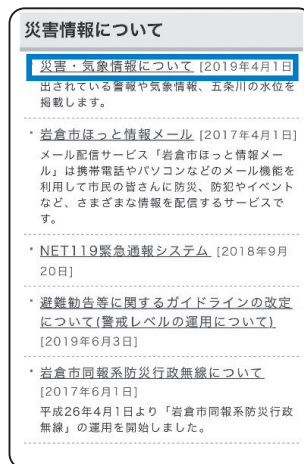 災害情報について
・災害・気象情報について [2019年4月1日
出されている警報や気象情報、五条川の水位を
掲載します。
・岩倉市ほっと情報メール [2017年4月1日]
メール配信サービス「岩倉市ほっと情報メー
ル」は携帯電話やパソコンなどのメール機能を
利用して市民の皆さんに防災、防犯やイベント
など、さまざまな情報を配信するサービスで
す。
・NET119緊急通報システム [2018年9月
20日]
・避難勧告等に関するガイドラインの改定
について(警戒レベルの運用について)
[2019年6月3日]
・岩倉市同報系防災行政無線について
[2017年6月1日]
平成26年4月1日より「岩倉市同報系防災行政
無線」の運用を開始しました。